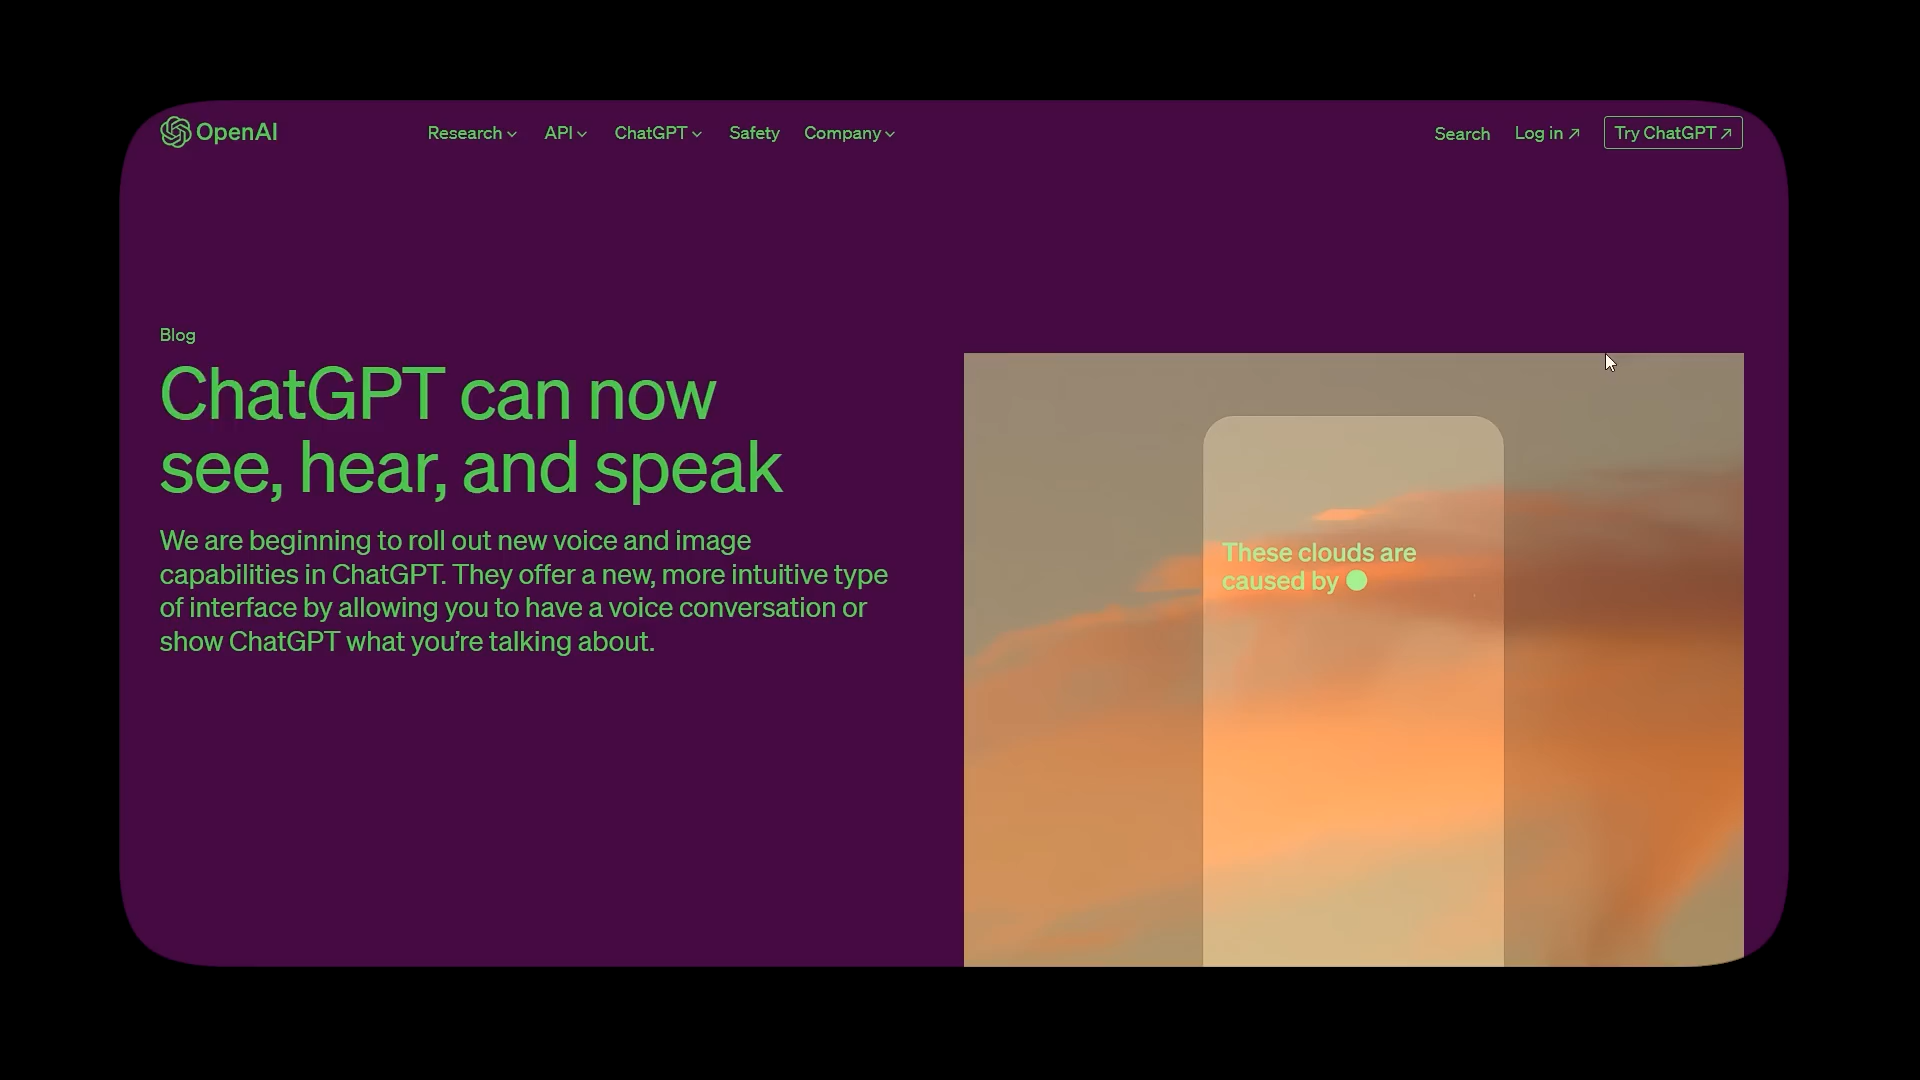 OpenAI
Research
API
ChatGPT
Safety
Company
Search
Log in ↗
Try ChatGPT ↗
Blog
ChatGPT can now
see, hear, and speak
We are beginning to roll out new voice and image
capabilities in ChatGPT. They offer a new, more intuitive type
of interface by allowing you to have a voice conversation or
show ChatGPT what you’re talking about.
These clouds are
caused by